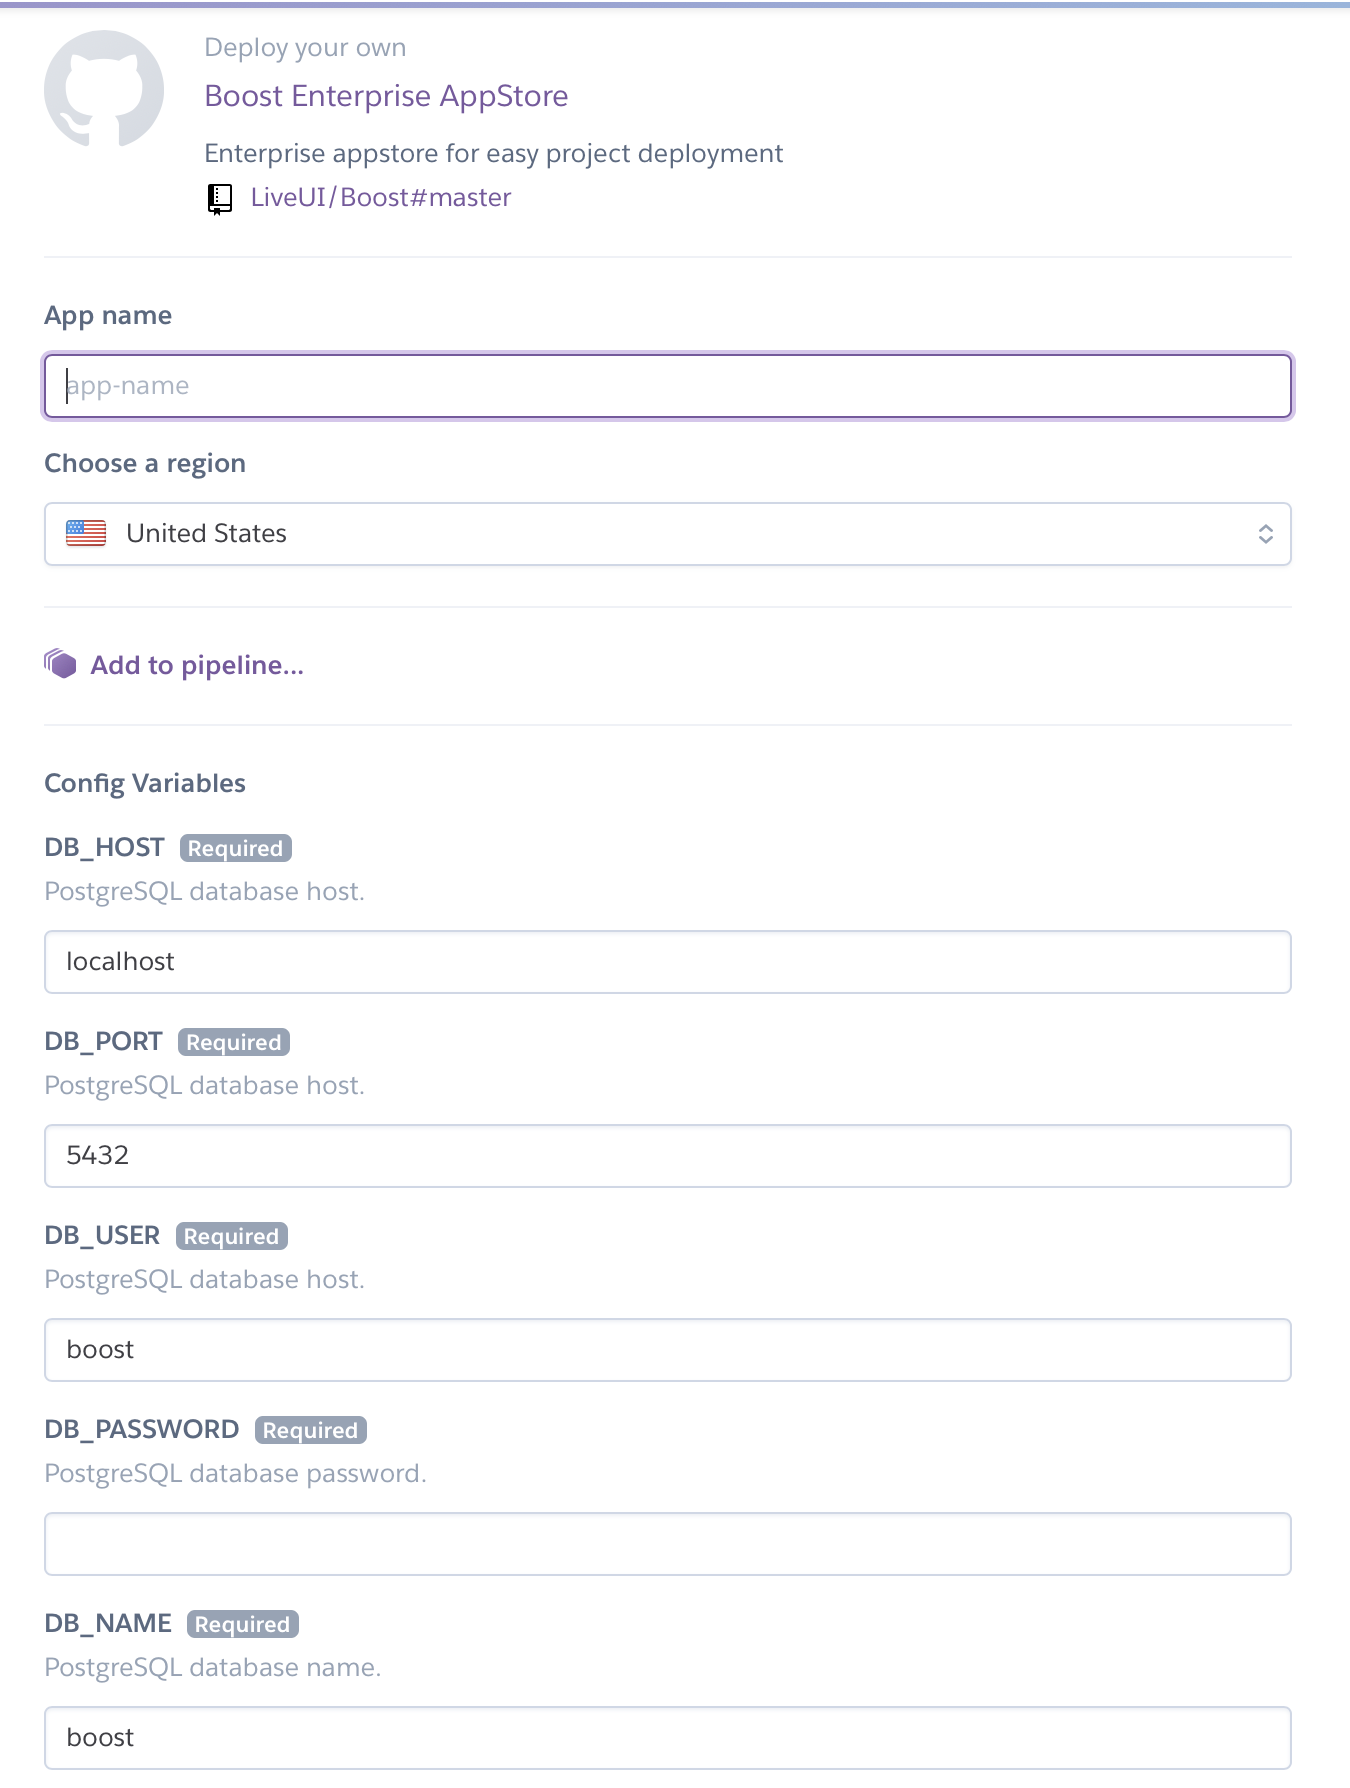 Deploy your own
Boost Enterprise AppStore
Enterprise appstore for easy project deployment
LiveUI/Boost#master
App name
app-name
Choose a region
United States
Add to pipeline...
Config Variables
DB_HOST Required
PostgreSQL database host.
localhost
DB_PORT Required
PostgreSQL database host.
5432
DB_USER Required
PostgreSQL database host.
boost
DB_PASSWORD Required
PostgreSQL database password.
DB_NAME Required
PostgreSQL database name.
boost